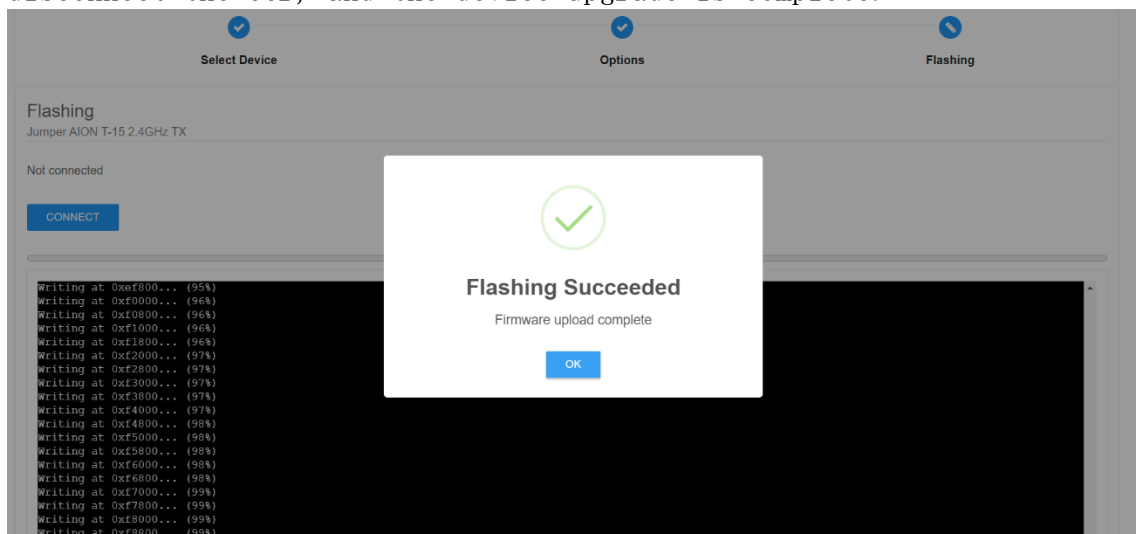 Select Device
Options
Flashing
Flashing
Jumper AION T-15 2.4GHz TX
Not connected
CONNECT
Flashing Succeeded
Firmware upload complete
OK
Writing at 0xef800... (95%)
Writing at 0xf0000... (96%)
Writing at 0xf0800... (96%)
Writing at 0xf1000... (96%)
Writing at 0xf1800... (96%)
Writing at 0xf2000... (97%)
Writing at 0xf2800... (97%)
Writing at 0xf3000... (97%)
Writing at 0xf3800... (97%)
Writing at 0xf4000... (97%)
Writing at 0xf4800... (98%)
Writing at 0xf5000... (98%)
Writing at 0xf5800... (98%)
Writing at 0xf6000... (98%)
Writing at 0xf6800... (98%)
Writing at 0xf7000... (99%)
Writing at 0xf7800... (99%)
Writing at 0xf8000... (99%)
Writing at 0xf8800... (99%)